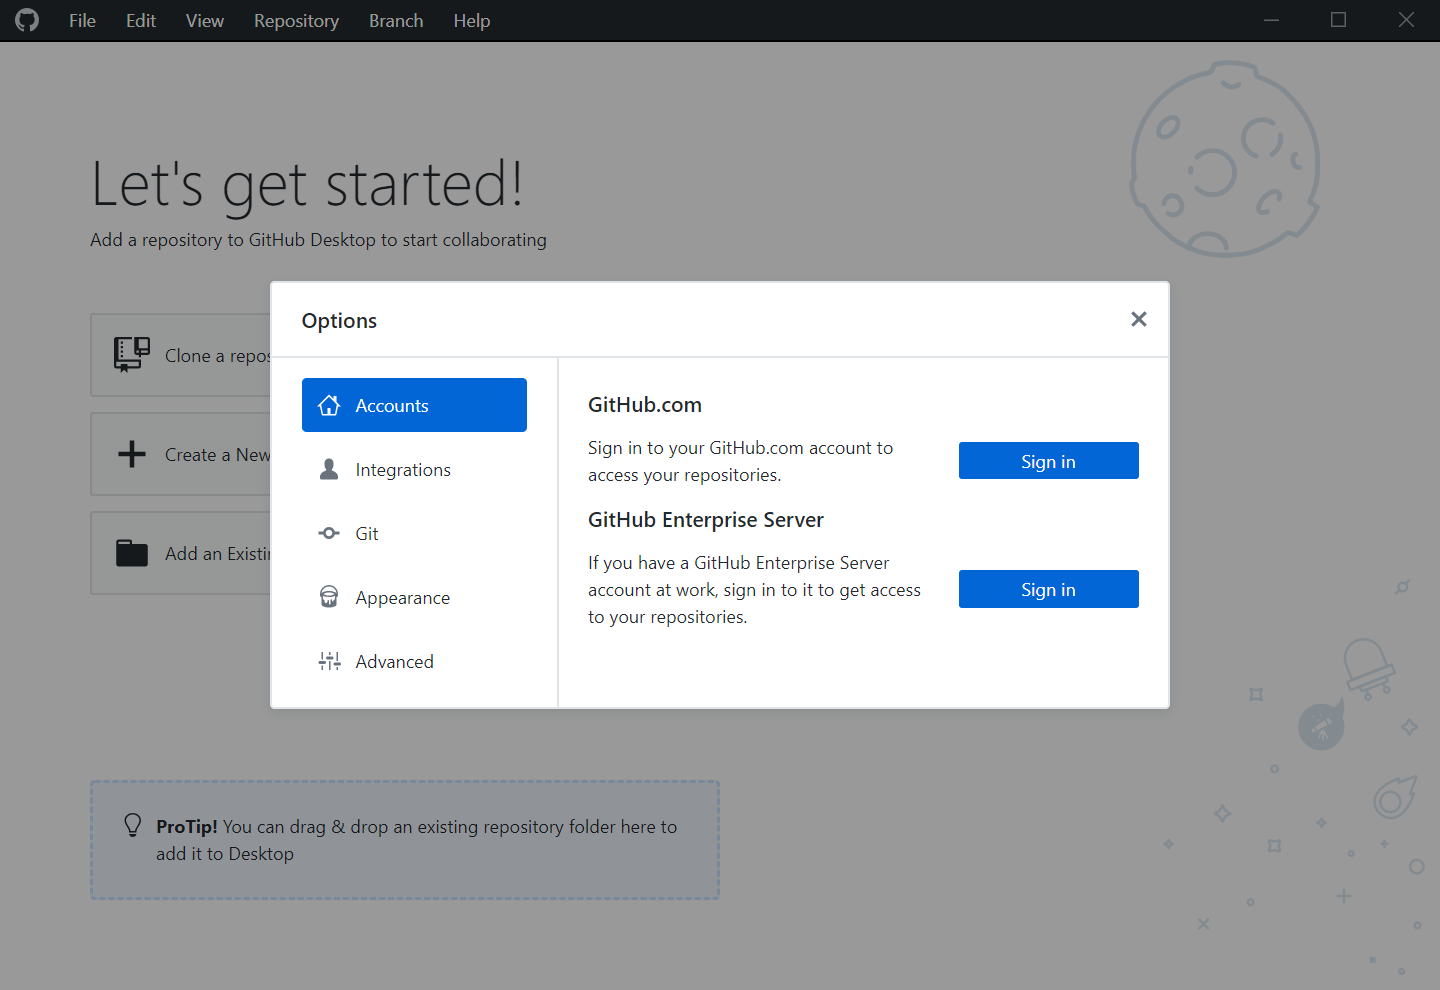 File Edit View Repository Branch Help
Let's get started!
Add a repository to GitHub Desktop to start collaborating
Clone a repos
Create a New
Add an Existi
Options
Accounts
Integrations
Git
Appearance
Advanced
GitHub.com
Sign in to your GitHub.com account to
access your repositories.
Sign in
GitHub Enterprise Server
If you have a GitHub Enterprise Server
account at work, sign in to it to get access
to your repositories.
Sign in
ProTip! You can drag & drop an existing repository folder here to
add it to Desktop